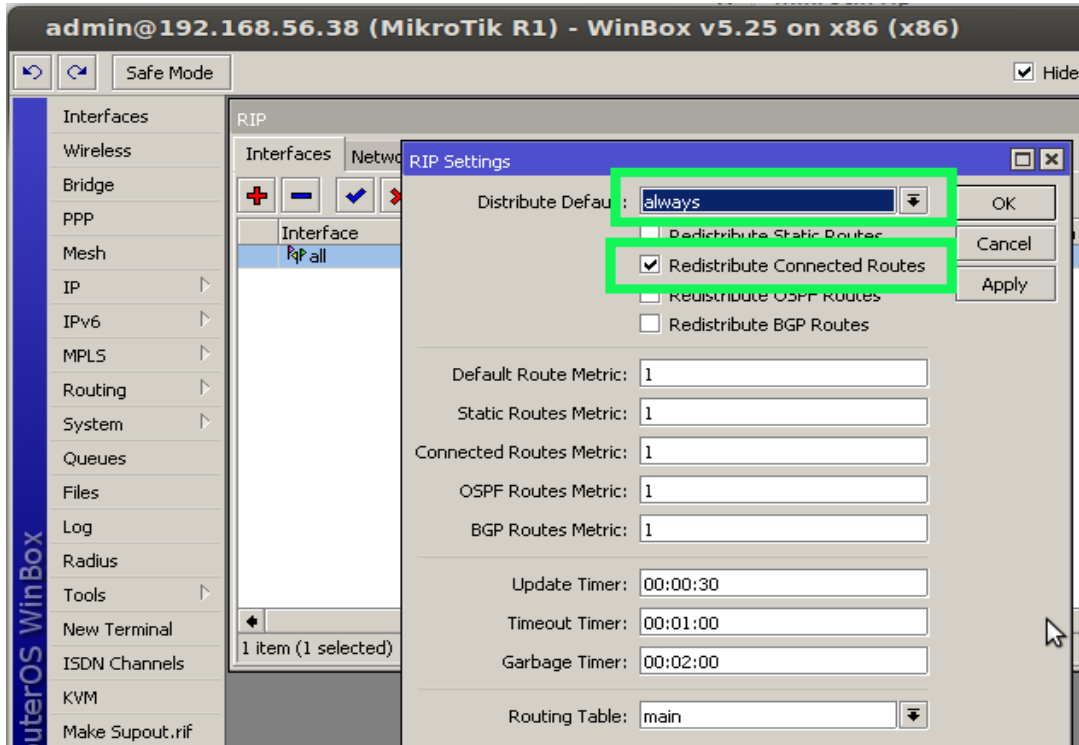 admin@192.168.56.38 (MikroTik R1) - WinBox v5.25 on x86 (x86)
Safe Mode
Hide
Interfaces
Wireless
Bridge
PPP
Mesh
IP
IPv6
MPLS
Routing
System
Queues
Files
Log
Radius
Tools
New Terminal
ISDN Channels
KVM
Make Supout.rif
uterOS WinBox
RIP
Interfaces Netwo
Interface
all
1 item (1 selected)
RIP Settings
Distribute Default: always
Redistribute Static Routes
Redistribute Connected Routes
Redistribute OSPF Routes
Redistribute BGP Routes
OK
Cancel
Apply
Default Route Metric: 1
Static Routes Metric: 1
Connected Routes Metric: 1
OSPF Routes Metric: 1
BGP Routes Metric: 1
Update Timer: 00:00:30
Timeout Timer: 00:01:00
Garbage Timer: 00:02:00
Routing Table: main